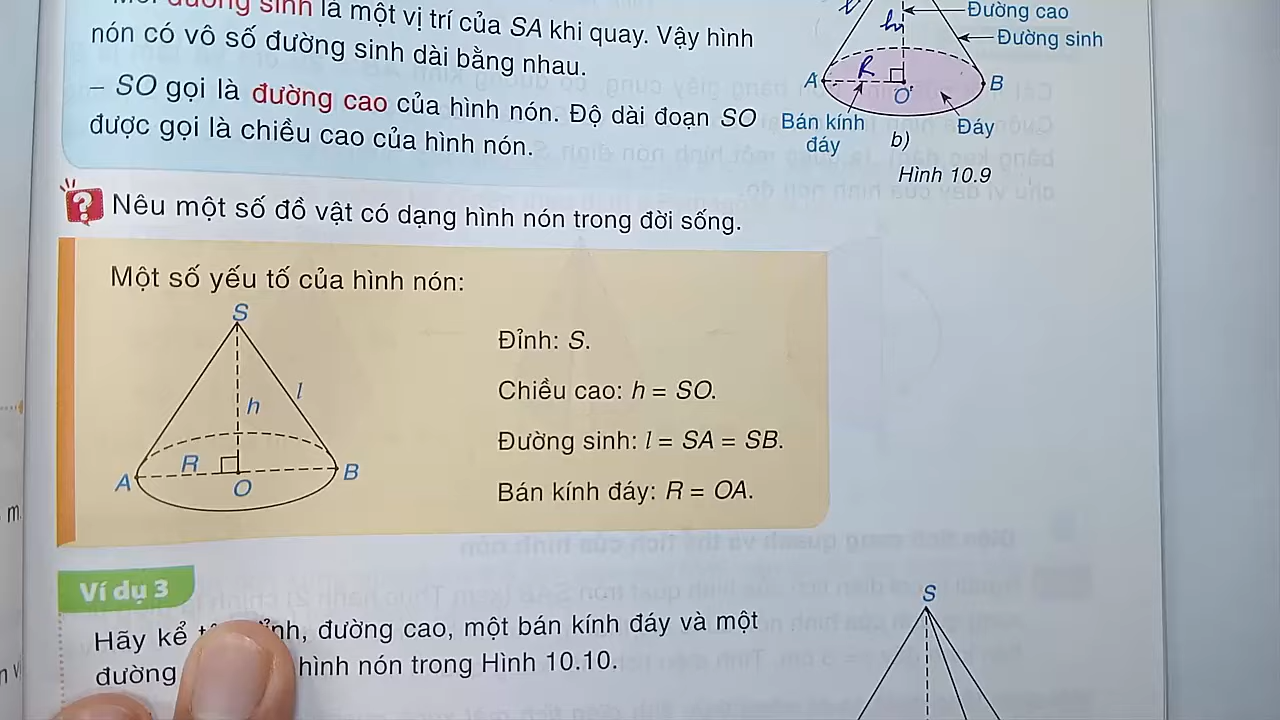 đường sinh là một vị trí của SA khi quay. Vậy hình
nón có vô số đường sinh dài bằng nhau.
– SO gọi là đường cao của hình nón. Độ dài đoạn SO
được gọi là chiều cao của hình nón.
h
Đường cao
Đường sinh
A
R
O
B
Bán kính
đáy
Đáy
b)
Hình 10.9
?
Nêu một số đồ vật có dạng hình nón trong đời sống.
Một số yếu tố của hình nón:
S
h
l
A
R
O
B
Đỉnh: S.
Chiều cao: h = SO.
Đường sinh: l = SA = SB.
Bán kính đáy: R = OA.
Ví dụ 3
Hãy kể đường cao, một bán kính đáy và một
đường hình nón trong Hình 10.10.
S
m.